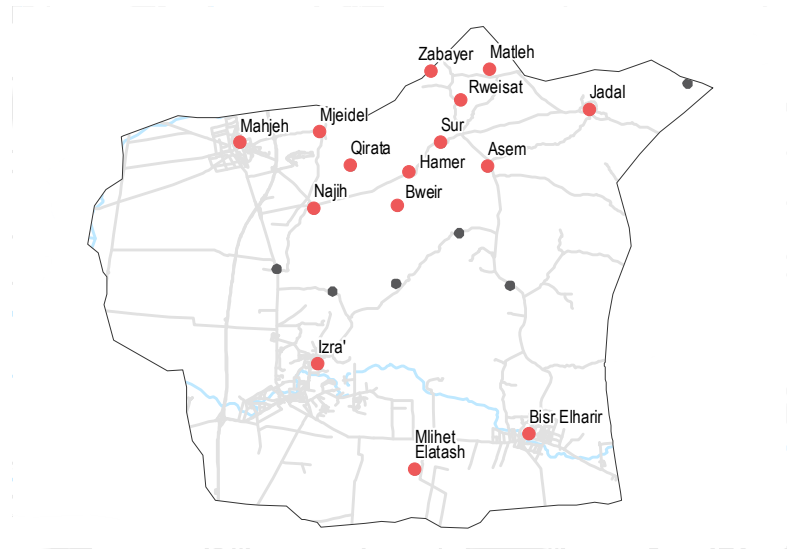 Zabayer
Matleh
Rweisat
Jadal
Mjeidel
Mahjeh
Sur
Qirata
Asem
Hamer
Najih
Bweir
Izra'
Bisr Elharir
Mlihet
Elatash